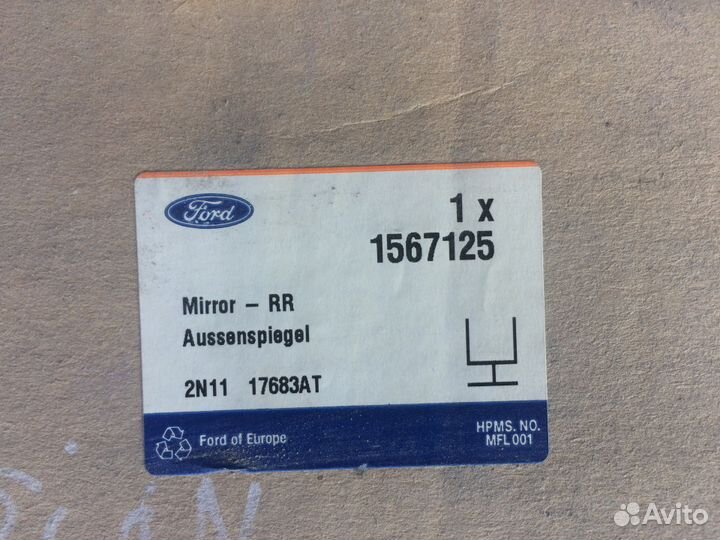 Ford
1 x
1567125
Mirror - RR
Aussenspiegel
2N11 17683AT
Ford of Europe
HPMS. NO.
MFL 001
Avito